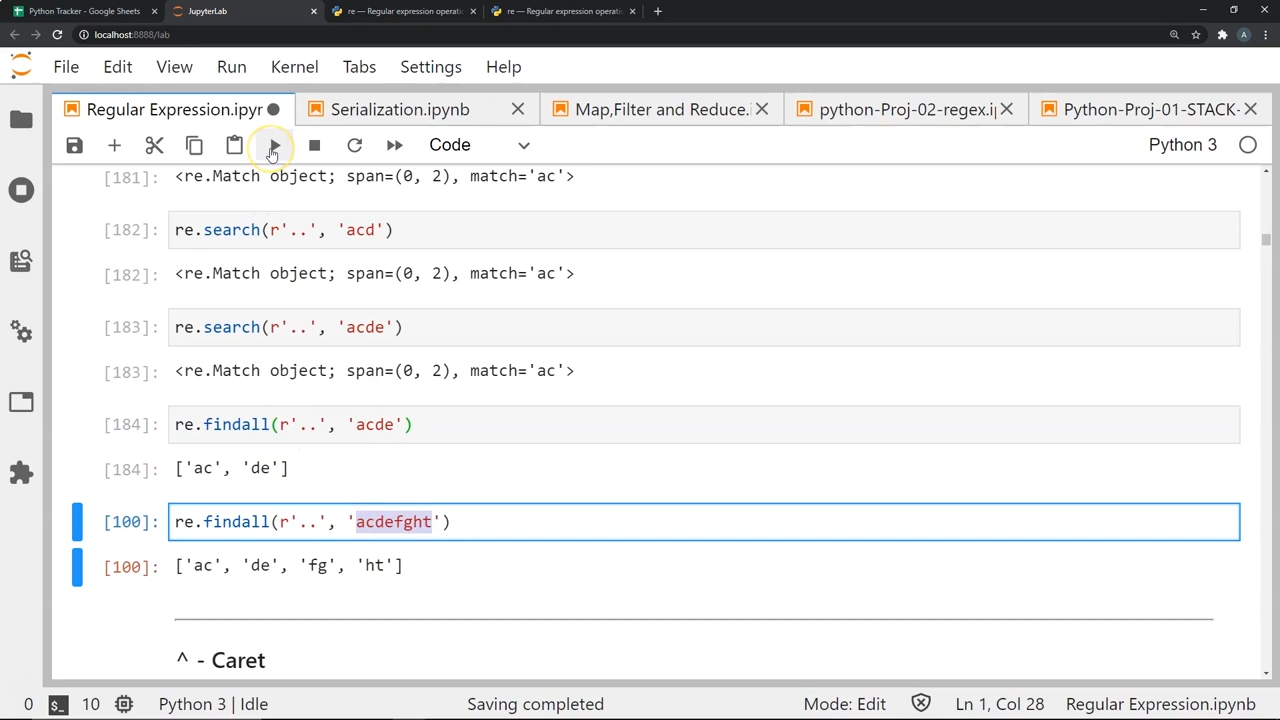 Python Tracker - Google Sheets
JupyterLab
re — Regular expression operatio
re — Regular expression operatio
localhost:8888/lab
A
File Edit View Run Kernel Tabs Settings Help
Regular Expression.ipyn
Serialization.ipynb
Map,Filter and Reduce.i
python-Proj-02-regex.ip
Python-Proj-01-STACK-
Code
Python 3
[181]: <re.Match object; span=(0, 2), match='ac'>
[182]: re.search(r'..', 'acd')
[182]: <re.Match object; span=(0, 2), match='ac'>
[183]: re.search(r'..', 'acde')
[183]: <re.Match object; span=(0, 2), match='ac'>
[184]: re.findall(r'..', 'acde')
[184]: ['ac', 'de']
[100]: re.findall(r'..', 'acdefght')
[100]: ['ac', 'de', 'fg', 'ht']
^ - Caret
0 $_ 10 Python 3 | Idle Saving completed Mode: Edit Ln 1, Col 28 Regular Expression.ipynb